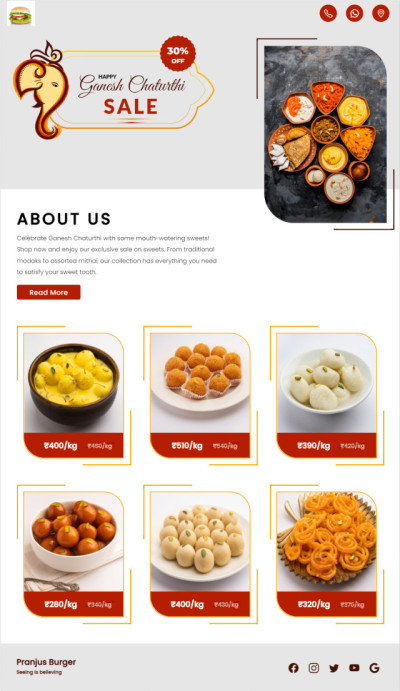 30%
OFF
HAPPY
Ganesh Chaturthi
SALE
ABOUT US
Celebrate Ganesh Chaturthi with some mouth-watering sweets!
Shop now and enjoy our exclusive sale on sweets. From traditional
modaks to assorted mithai, our collection has everything you need
to satisfy your sweet tooth.
Read More
₹400/kg ₹460/kg
₹510/kg ₹540/kg
₹390/kg ₹420/kg
₹280/kg ₹340/kg
₹400/kg ₹430/kg
₹320/kg ₹370/kg
Pranjus Burger
Seeing is believing